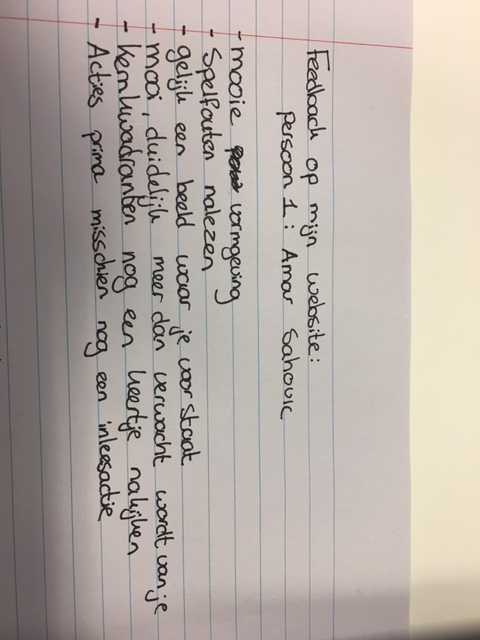 Feedback op mijn website:
Persoon 1: Amar Sahovic
- mooie vormgeving
- Spelfouten nalezen
- gelijk een beeld waar je voor staat
- mooi, duidelijk meer dan verwacht wordt van je
- kernkwadranten nog een keertje nakijken
- Acties prima misschien nog een inleesactie